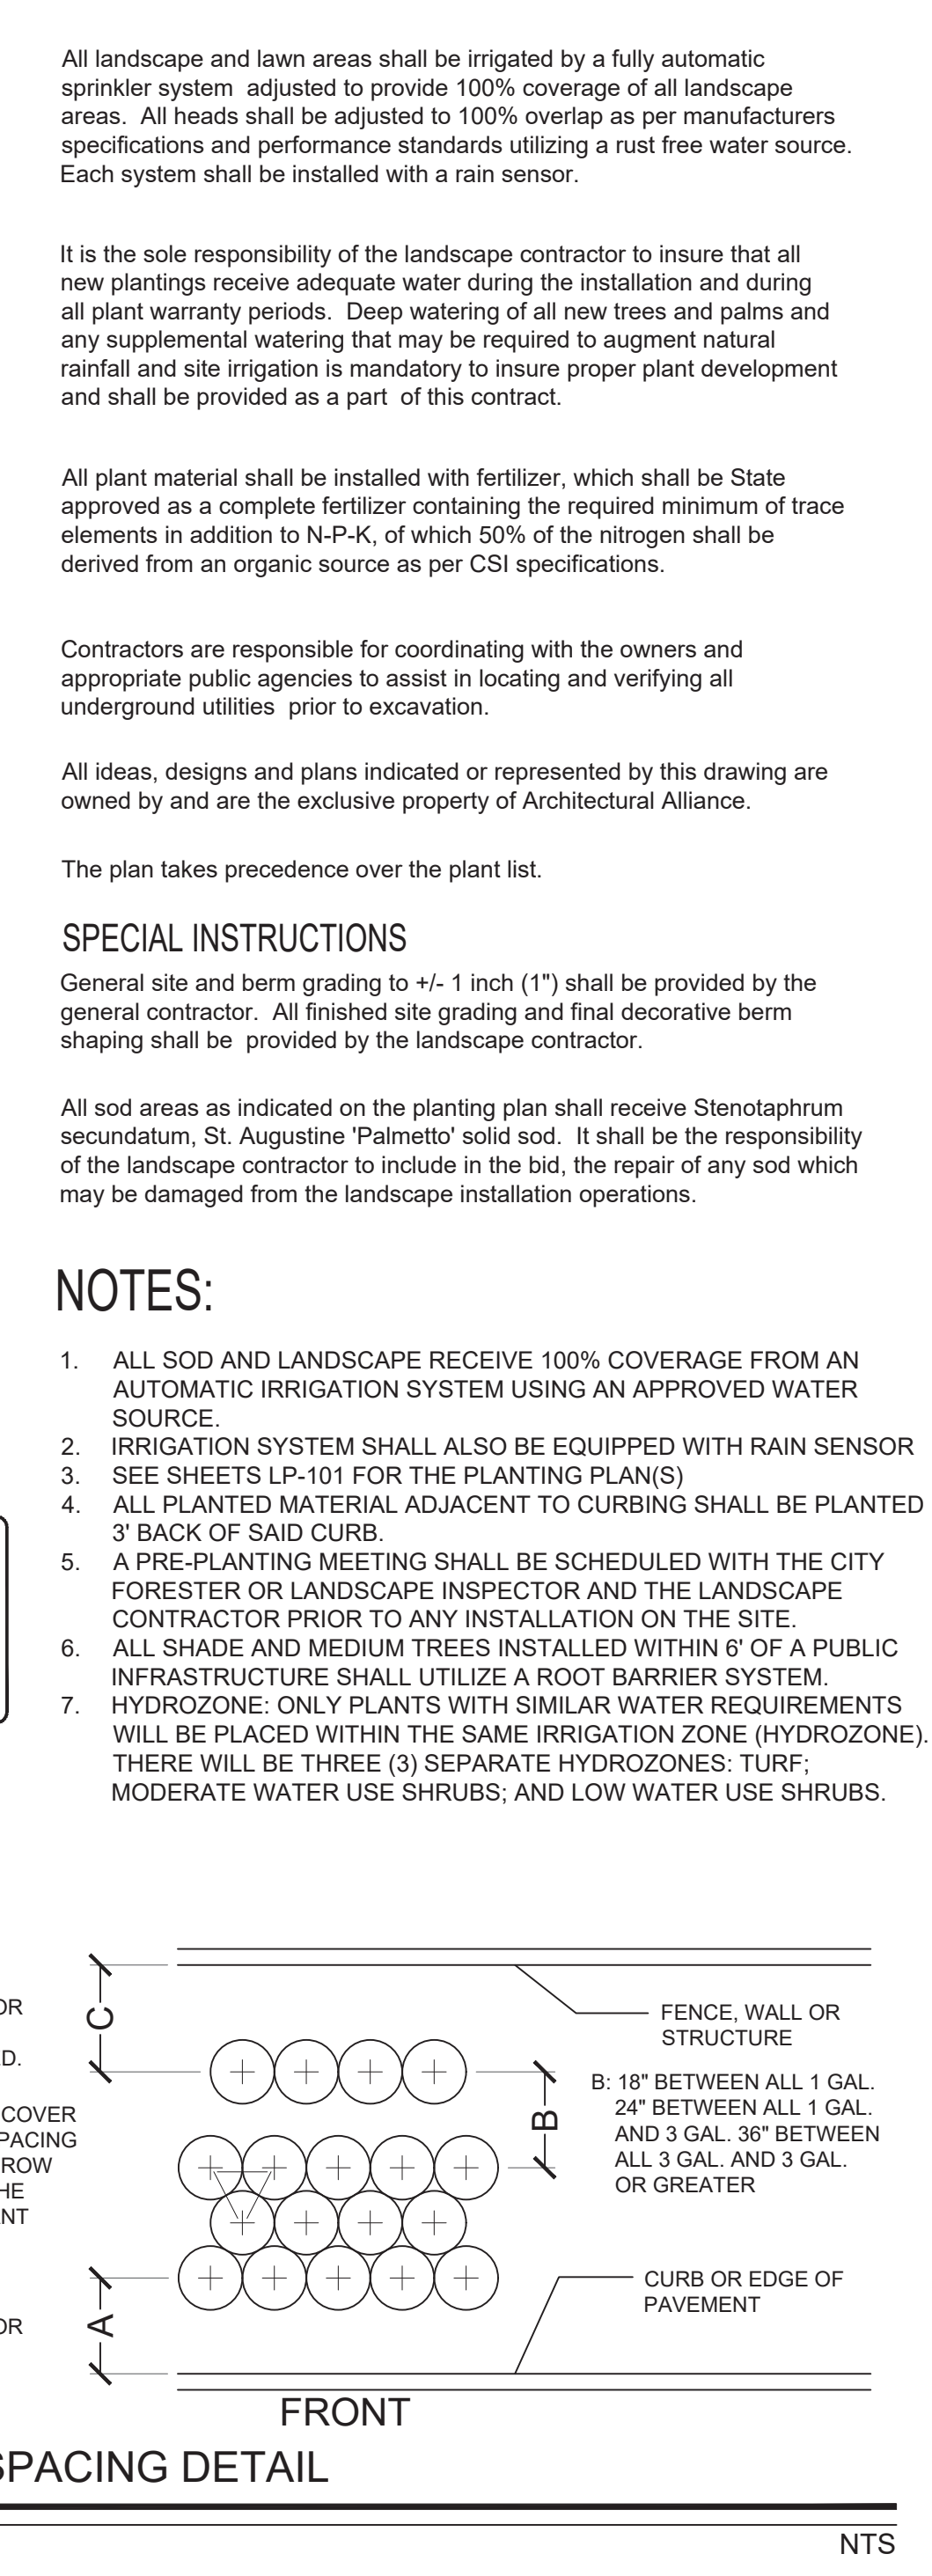 All landscape and lawn areas shall be irrigated by a fully automatic
sprinkler system  adjusted to provide 100% coverage of all landscape
areas.  All heads shall be adjusted to 100% overlap as per manufacturers
specifications and performance standards utilizing a rust free water source.
Each system shall be installed with a rain sensor.
It is the sole responsibility of the landscape contractor to insure that all
new plantings receive adequate water during the installation and during
all plant warranty periods.  Deep watering of all new trees and palms and
any supplemental watering that may be required to augment natural
rainfall and site irrigation is mandatory to insure proper plant development
and shall be provided as a part  of this contract.
All plant material shall be installed with fertilizer, which shall be State
approved as a complete fertilizer containing the required minimum of trace
elements in addition to N-P-K, of which 50% of the nitrogen shall be
derived from an organic source as per CSI specifications.
Contractors are responsible for coordinating with the owners and
appropriate public agencies to assist in locating and verifying all
underground utilities  prior to excavation.
All ideas, designs and plans indicated or represented by this drawing are
owned by and are the exclusive property of Architectural Alliance.
The plan takes precedence over the plant list.
SPECIAL INSTRUCTIONS
General site and berm grading to +/- 1 inch (1") shall be provided by the
general contractor.  All finished site grading and final decorative berm
shaping shall be  provided by the landscape contractor.
All sod areas as indicated on the planting plan shall receive Stenotaphrum
secundatum, St. Augustine 'Palmetto' solid sod.  It shall be the responsibility
of the landscape contractor to include in the bid, the repair of any sod which
may be damaged from the landscape installation operations.
NOTES:
1. ALL SOD AND LANDSCAPE RECEIVE 100% COVERAGE FROM AN
AUTOMATIC IRRIGATION SYSTEM USING AN APPROVED WATER
SOURCE.
2. IRRIGATION SYSTEM SHALL ALSO BE EQUIPPED WITH RAIN SENSOR
3. SEE SHEETS LP-101 FOR THE PLANTING PLAN(S)
4. ALL PLANTED MATERIAL ADJACENT TO CURBING SHALL BE PLANTED
3' BACK OF SAID CURB.
5. A PRE-PLANTING MEETING SHALL BE SCHEDULED WITH THE CITY
FORESTER OR LANDSCAPE INSPECTOR AND THE LANDSCAPE
CONTRACTOR PRIOR TO ANY INSTALLATION ON THE SITE.
6. ALL SHADE AND MEDIUM TREES INSTALLED WITHIN 6' OF A PUBLIC
INFRASTRUCTURE SHALL UTILIZE A ROOT BARRIER SYSTEM.
7. HYDROZONE: ONLY PLANTS WITH SIMILAR WATER REQUIREMENTS
WILL BE PLACED WITHIN THE SAME IRRIGATION ZONE (HYDROZONE).
THERE WILL BE THREE (3) SEPARATE HYDROZONES: TURF;
MODERATE WATER USE SHRUBS; AND LOW WATER USE SHRUBS.
OR
D.
COVER
PACING
ROW
HE
NT
OR
C
B
A
FENCE, WALL OR
STRUCTURE
B: 18" BETWEEN ALL 1 GAL.
24" BETWEEN ALL 1 GAL.
AND 3 GAL. 36" BETWEEN
ALL 3 GAL. AND 3 GAL.
OR GREATER
CURB OR EDGE OF
PAVEMENT
FRONT
SPACING DETAIL
NTS